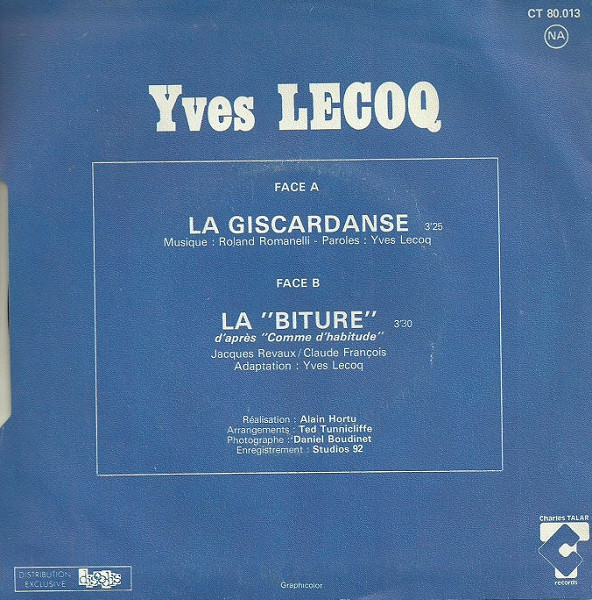 CT 80.013
NA
Yves LECOQ
FACE A
LA GISCARDANSE 3'25
Musique : Roland Romanelli - Paroles : Yves Lecoq
FACE B
LA "BITURE" 3'30
d'après "Comme d'habitude"
Jacques Revaux/Claude François
Adaptation : Yves Lecoq
Réalisation : Alain Hortu
Arrangements : Ted Tunnicliffe
Photographe : Daniel Boudinet
Enregistrement : Studios 92
Charles TALAR
records
DISTRIBUTION
EXCLUSIVE
Graphicolor